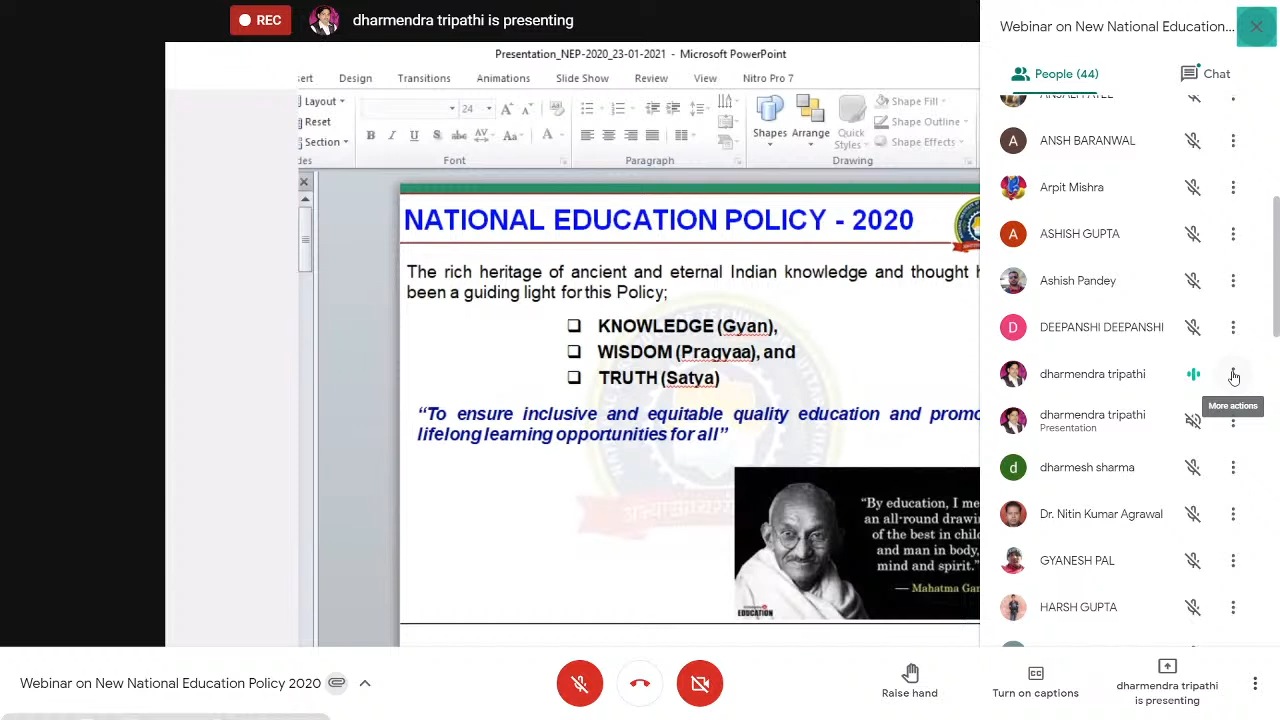 REC
dharmendra tripathi is presenting
Webinar on New National Education...
People (44)
Chat
Presentation_NEP-2020_23-01-2021 - Microsoft PowerPoint
Design
Transitions
Animations
Slide Show
Review
View
Nitro Pro 7
Layout
24
Shape Fill
Reset
Shape Outline
Section
Shapes
Arrange
Quick Styles
Shape Effects
Font
Paragraph
Drawing
NATIONAL EDUCATION POLICY - 2020
The rich heritage of ancient and eternal Indian knowledge and thought
been a guiding light for this Policy;
KNOWLEDGE (Gyan),
WISDOM (Pragyaa), and
TRUTH (Satya)
“To ensure inclusive and equitable quality education and promo
lifelong learning opportunities for all”
“By education, I me
an all-round drawin
of the best in chil
and man in body,
mind and spirit.”
— Mahatma Gan
EDUCATION
ANSH BARANWAL
Arpit Mishra
A
ASHISH GUPTA
Ashish Pandey
D
DEEPANSHI DEEPANSHI
dharmendra tripathi
More actions
dharmendra tripathi
Presentation
d
dharmesh sharma
Dr. Nitin Kumar Agrawal
GYANESH PAL
HARSH GUPTA
Webinar on New National Education Policy 2020
Raise hand
Turn on captions
dharmendra tripathi
is presenting